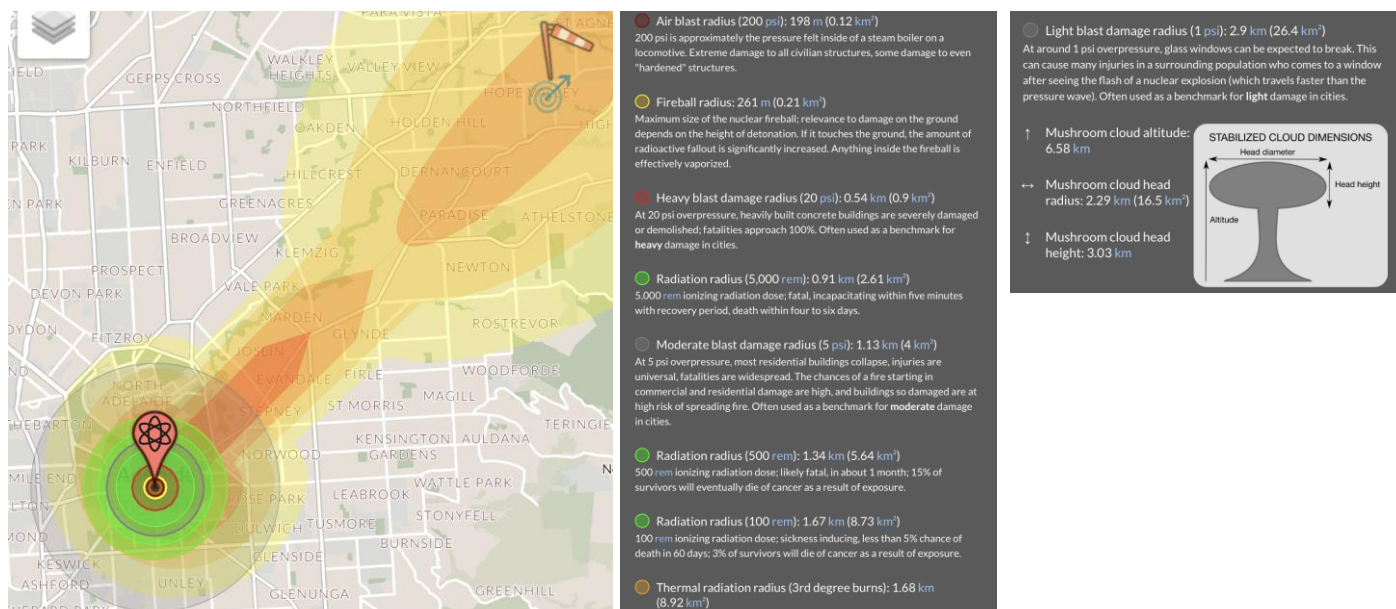 PARA VISTA
ST AGNE
WALKLEY
HEIGHTS
VALLEY VIEW
GEPPS CROSS
HOPE VALLEY
NORTHFIELD
HOLDEN HILL
HIGH
OAKDEN
PARK
KILBURN
ENFIELD
HILLCREST
DERNANCOURT
GREENACRES
PARADISE
ATHELSTONE
BROADVIEW
KLEMZIG
NEWTON
PROSPECT
VALE PARK
DEVON PARK
MARDEN
ROSTREVOR
FITZROY
GLYNDE
JOSLIN
WOODFORDE
NORTH
ADELAIDE
EVANDALE
FIRLE
MAGILL
STEPNEY
ST MORRIS
THEBARTON
TERINGIE
KENSINGTON
GARDENS
AULDANA
NORWOOD
MILE END
WATTLE PARK
ROSE PARK
LEABROOK
STONYFELL
DULWICH
TUSMORE
BURNSIDE
KESWICK
GLENSIDE
ASHFORD
UNLEY
GLENUNGA
GREENHILL
Air blast radius (200 psi): 198 m (0.12 km²)
200 psi is approximately the pressure felt inside of a steam boiler on a
locomotive. Extreme damage to all civilian structures, some damage to even
"hardened" structures.
Fireball radius: 261 m (0.21 km²)
Maximum size of the nuclear fireball; relevance to damage on the ground
depends on the height of detonation. If it touches the ground, the amount of
radioactive fallout is significantly increased. Anything inside the fireball is
effectively vaporized.
Heavy blast damage radius (20 psi): 0.54 km (0.9 km²)
At 20 psi overpressure, heavily built concrete buildings are severely damaged
or demolished; fatalities approach 100%. Often used as a benchmark for
heavy damage in cities.
Radiation radius (5,000 rem): 0.91 km (2.61 km²)
5,000 rem ionizing radiation dose; fatal, incapacitating within five minutes
with recovery period, death within four to six days.
Moderate blast damage radius (5 psi): 1.13 km (4 km²)
At 5 psi overpressure, most residential buildings collapse, injuries are
universal, fatalities are widespread. The chances of a fire starting in
commercial and residential damage are high, and buildings so damaged are at
high risk of spreading fire. Often used as a benchmark for moderate damage
in cities.
Radiation radius (500 rem): 1.34 km (5.64 km²)
500 rem ionizing radiation dose; likely fatal, in about 1 month; 15% of
survivors will eventually die of cancer as a result of exposure.
Radiation radius (100 rem): 1.67 km (8.73 km²)
100 rem ionizing radiation dose; sickness inducing, less than 5% chance of
death in 60 days; 3% of survivors will die of cancer as a result of exposure.
Thermal radiation radius (3rd degree burns): 1.68 km
(8.92 km²)
Light blast damage radius (1 psi): 2.9 km (26.4 km²)
At around 1 psi overpressure, glass windows can be expected to break. This
can cause many injuries in a surrounding population who comes to a window
after seeing the flash of a nuclear explosion (which travels faster than the
pressure wave). Often used as a benchmark for light damage in cities.
Mushroom cloud altitude:
6.58 km
Mushroom cloud head
radius: 2.29 km (16.5 km²)
Mushroom cloud head
height: 3.03 km
STABILIZED CLOUD DIMENSIONS
Head diameter
Head height
Altitude